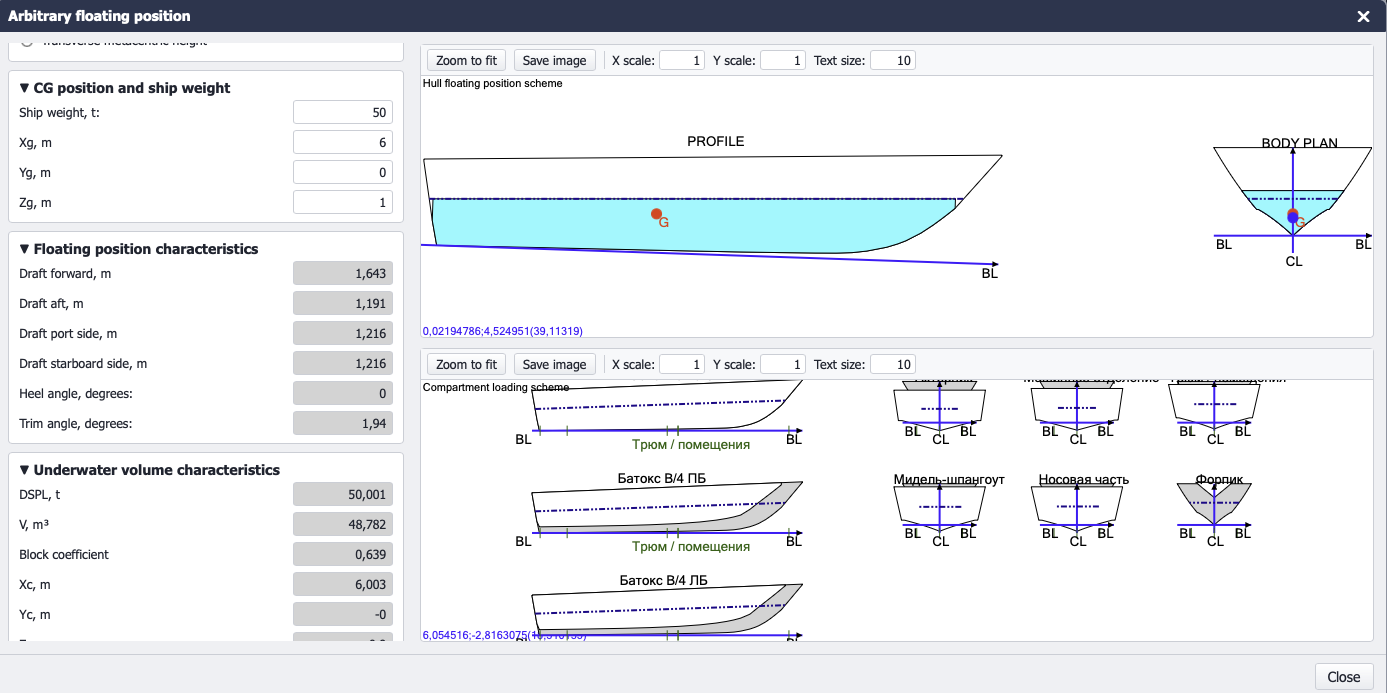 Arbitrary floating position
Transverse metacentric height
▼ CG position and ship weight
Ship weight, t: 50
Xg, m 6
Yg, m 0
Zg, m 1
▼ Floating position characteristics
Draft forward, m 1,643
Draft aft, m 1,191
Draft port side, m 1,216
Draft starboard side, m 1,216
Heel angle, degrees: 0
Trim angle, degrees: 1,94
▼ Underwater volume characteristics
DSPL, t 50,001
V, m³ 48,782
Block coefficient 0,639
Xc, m 6,003
Yc, m -0
Zoom to fit Save image X scale: 1 Y scale: 1 Text size: 10
Hull floating position scheme
PROFILE BODY PLAN
G G
BL BL BL
CL
0,02194786;4,524951(39,11319)
Zoom to fit Save image X scale: 1 Y scale: 1 Text size: 10
Compartment loading scheme
BL BL BL BL BL BL BL BL
CL CL CL
Трюм / помещения
Батокс В/4 ПБ Мидель-шпангоут Носовая часть Форпик
BL BL BL BL BL BL BL BL
CL CL CL
Трюм / помещения
Батокс В/4 ЛБ
BL BL